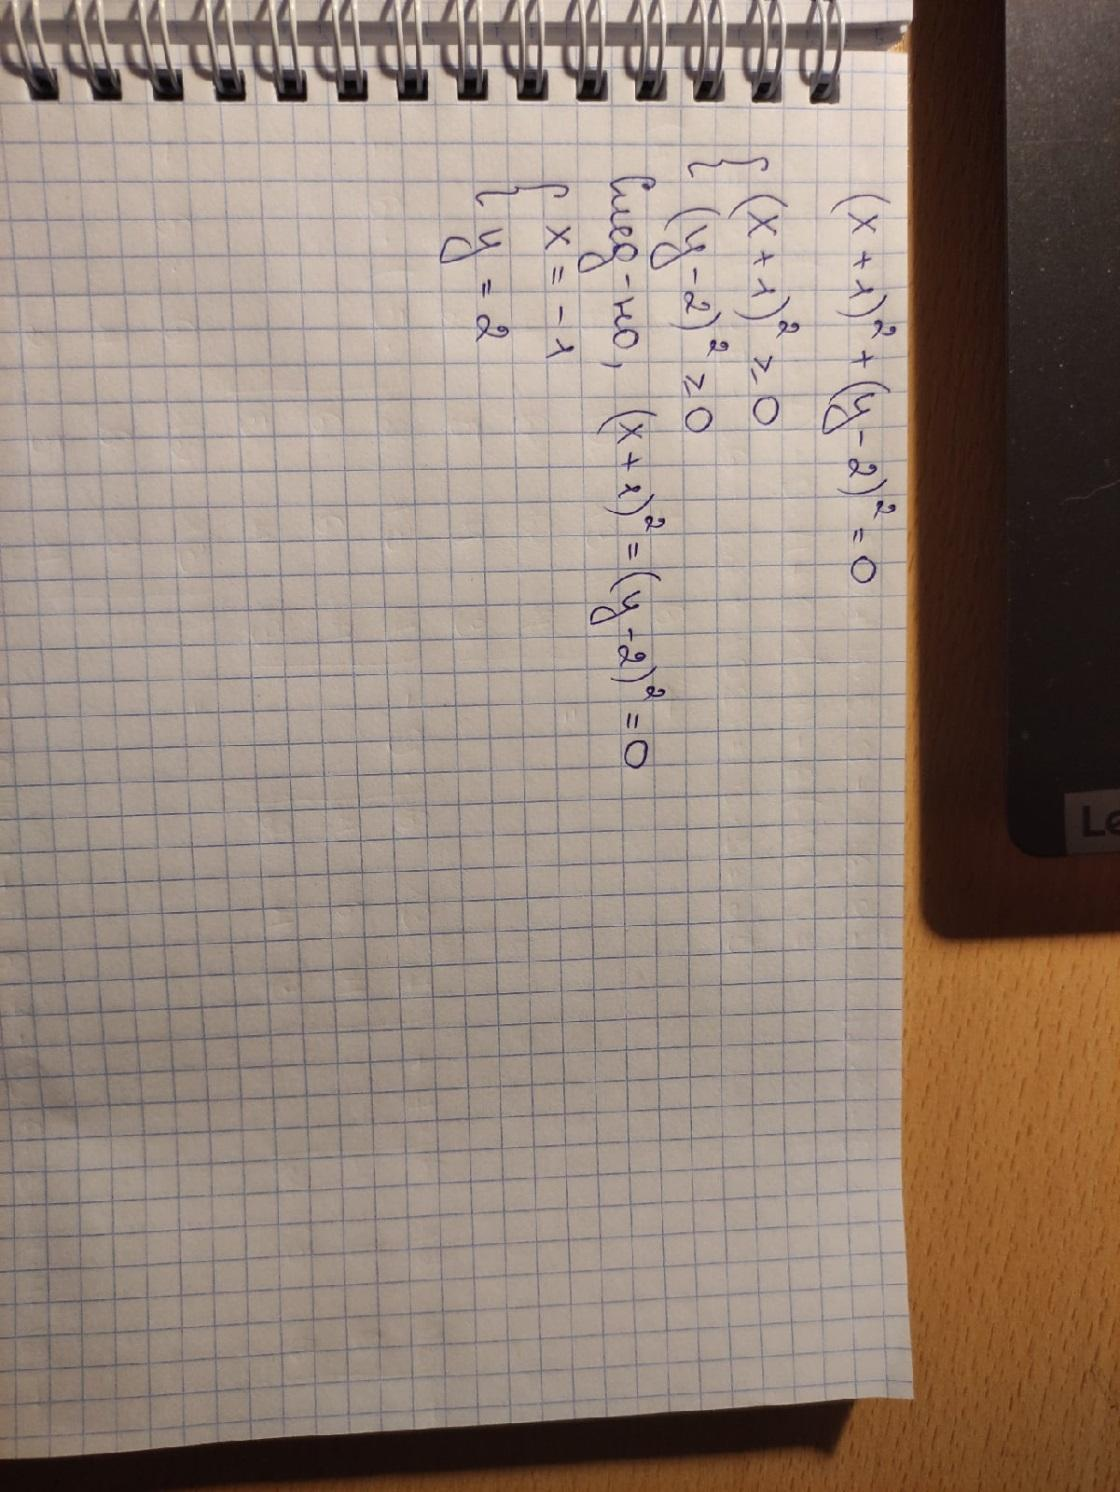 (x+1)² + (y-2)² = 0
{ (x+1)² ≥ 0
(y-2)² ≥ 0
След-но, (x+1)² = (y-2)² = 0
{ x = -1
y = 2
Le